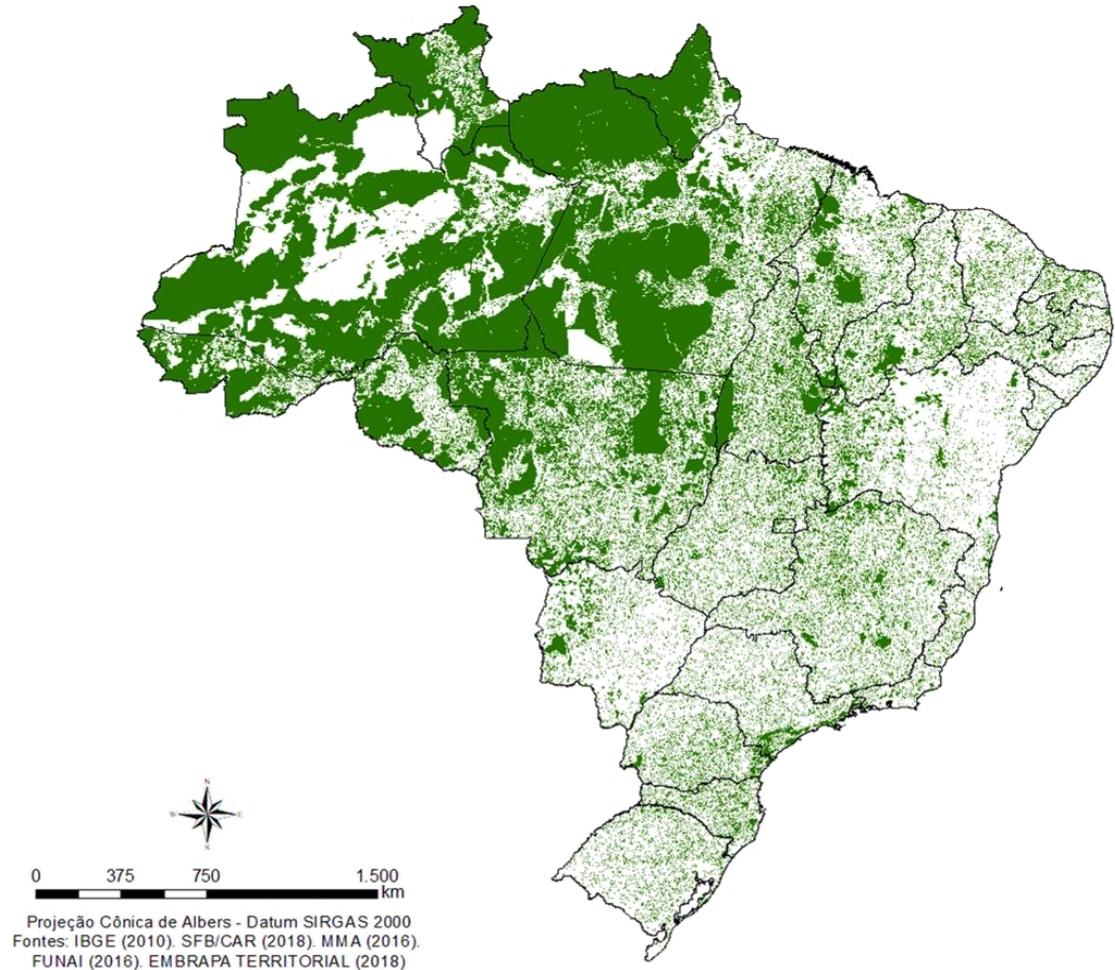 N
W E
S
0 375 750 1.500
km
Projeção Cônica de Albers - Datum SIRGAS 2000
Fontes: IBGE (2010). SFB/CAR (2018). MMA (2016).
FUNAI (2016). EMBRAPA TERRITORIAL (2018)